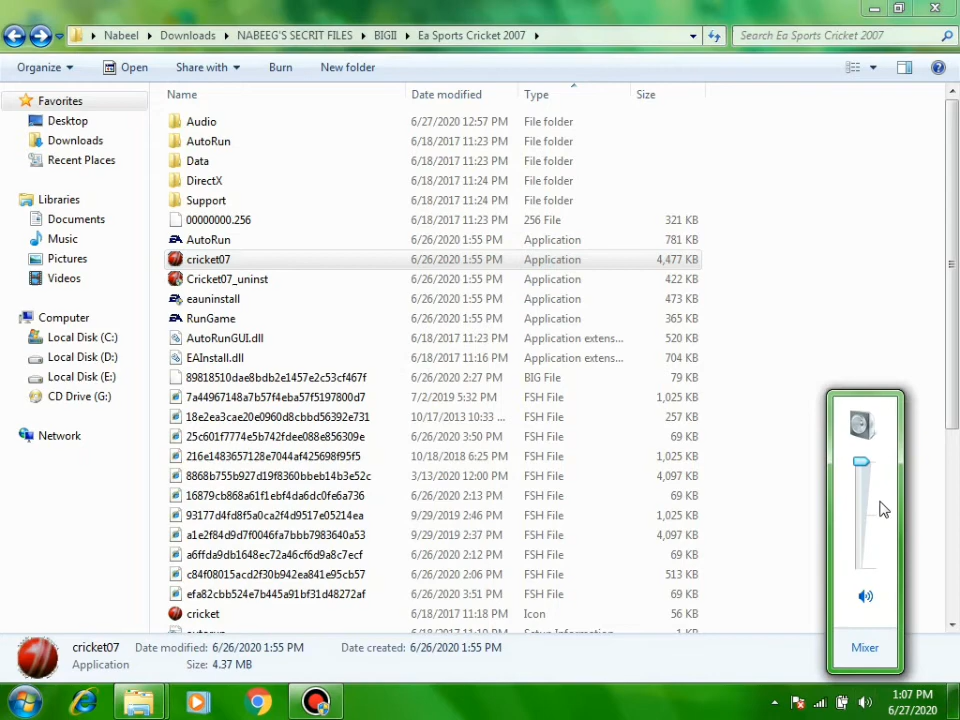 Nabeel Downloads NABEEG'S SECRIT FILES BIGII Ea Sports Cricket 2007 Search Ea Sports Cricket 2007
Organize Open Share with Burn New folder
Favorites
Desktop
Downloads
Recent Places
Libraries
Documents
Music
Pictures
Videos
Computer
Local Disk (C:)
Local Disk (D:)
Local Disk (E:)
CD Drive (G:)
Network
Name Date modified Type Size
Audio 6/27/2020 12:57 PM File folder
AutoRun 6/18/2017 11:23 PM File folder
Data 6/18/2017 11:23 PM File folder
DirectX 6/18/2017 11:24 PM File folder
Support 6/18/2017 11:24 PM File folder
00000000.256 6/18/2017 11:23 PM 256 File 321 KB
AutoRun 6/26/2020 1:55 PM Application 781 KB
cricket07 6/26/2020 1:55 PM Application 4,477 KB
Cricket07_uninst 6/26/2020 1:55 PM Application 422 KB
eauninstall 6/26/2020 1:55 PM Application 473 KB
RunGame 6/26/2020 1:55 PM Application 365 KB
AutoRunGUI.dll 6/18/2017 11:23 PM Application extens... 520 KB
EAInstall.dll 6/18/2017 11:16 PM Application extens... 704 KB
89818510dae8bdb2e1457e2c53cf467f 6/26/2020 2:27 PM BIG File 79 KB
7a44967148a7b57f4eba57f5197800d7 7/2/2019 5:32 PM FSH File 1,025 KB
18e2ea3cae20e0960d8cbbd56392e731 10/17/2013 10:33 ... FSH File 257 KB
25c601f7774e5b742fdee088e856309e 6/26/2020 3:50 PM FSH File 69 KB
216e1483657128e7044af425698f95f5 10/18/2018 6:25 PM FSH File 1,025 KB
8868b755b927d19f8360bbeb14b3e52c 3/13/2020 12:00 PM FSH File 4,097 KB
16879cb868a61f1ebf4da6dc0fe6a736 6/26/2020 2:13 PM FSH File 69 KB
93177d4fd8f5a0ca2f4d9517e05214ea 9/29/2019 2:46 PM FSH File 1,025 KB
a1e2f84d9d7f0046fa7bbb7983640a53 9/29/2019 2:37 PM FSH File 4,097 KB
a6ffda9db1648ec72a46cf6d9a8c7ecf 6/26/2020 2:12 PM FSH File 69 KB
c84f08015acd2f30b942ea841e95cb57 6/26/2020 2:06 PM FSH File 513 KB
efa82cbb524e7b445a91bf31d48272af 6/26/2020 3:51 PM FSH File 69 KB
cricket 6/18/2017 11:18 PM Icon 56 KB
Mixer
cricket07 Date modified: 6/26/2020 1:55 PM Date created: 6/26/2020 1:55 PM
Application Size: 4.37 MB
1:07 PM
6/27/2020